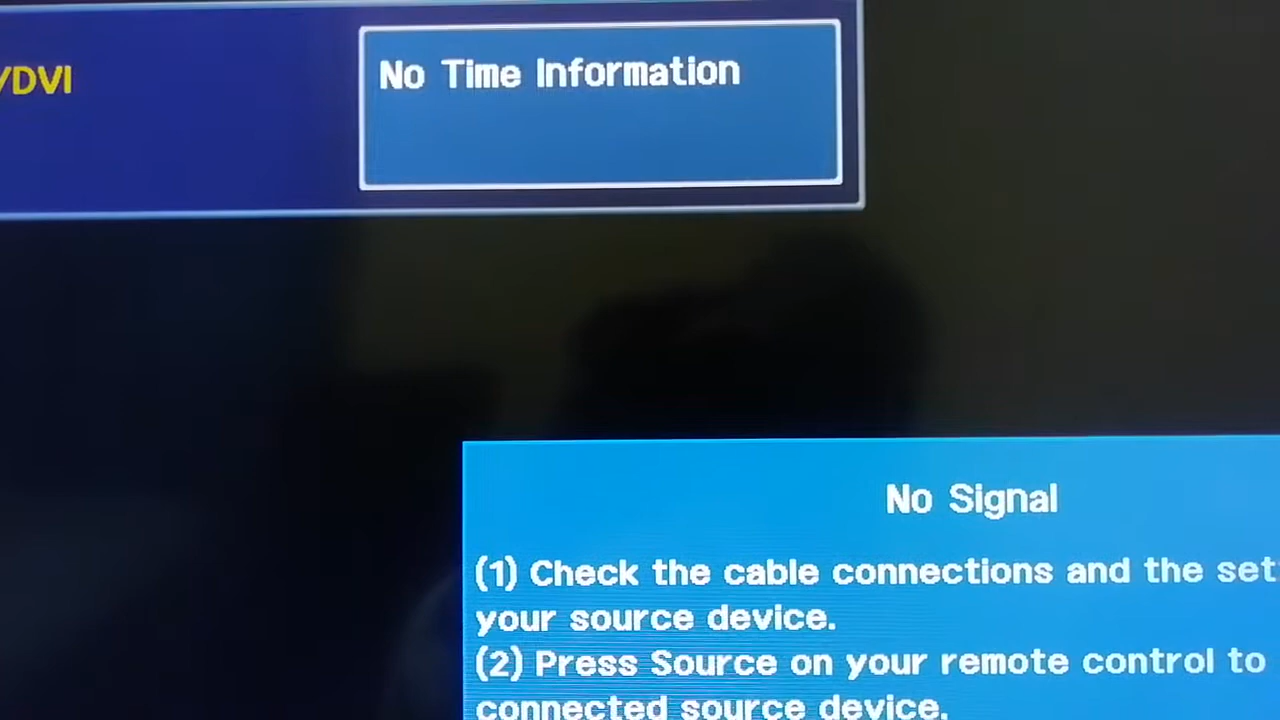 /DVI
No Time Information
No Signal
(1) Check the cable connections and the set
your source device.
(2) Press Source on your remote control to
connected source device.